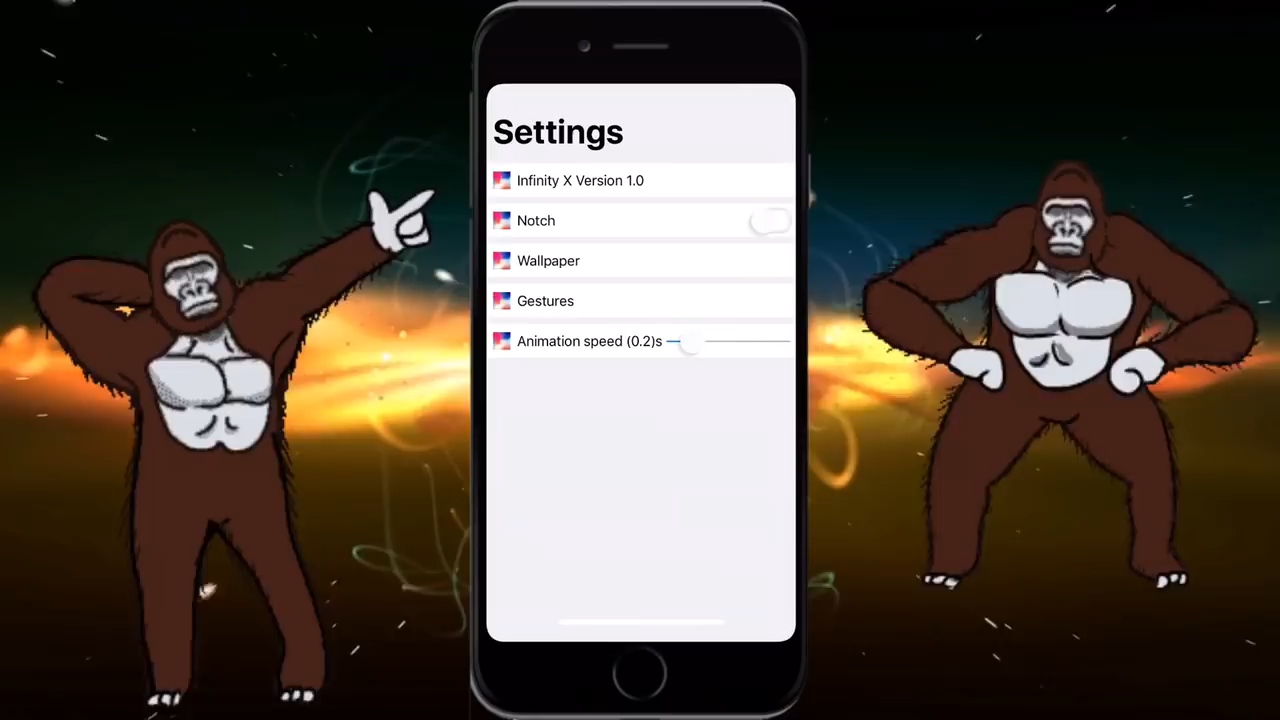 Settings
Infinity X Version 1.0
Notch
Wallpaper
Gestures
Animation speed (0.2)s